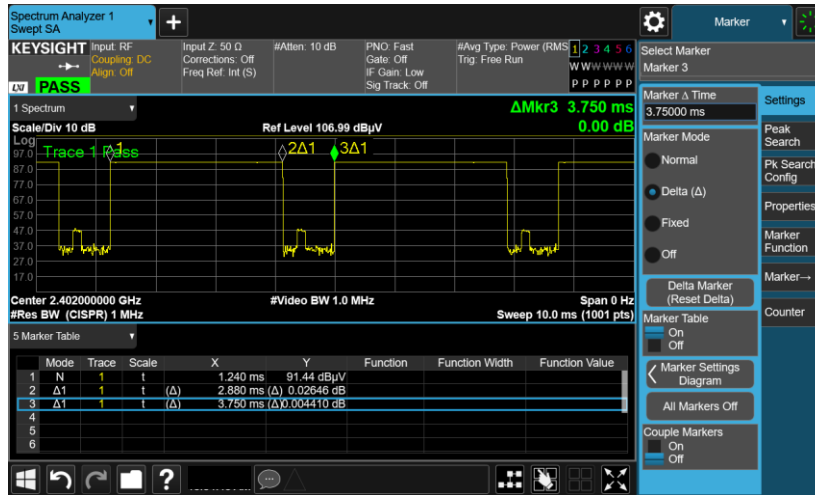 Spectrum Analyzer 1
Swept SA
+
Marker
KEYSIGHT
Input: RF
Coupling: DC
Align: Off
Input Z: 50 Ω
Corrections: Off
Freq Ref: Int (S)
#Atten: 10 dB
PNO: Fast
Gate: Off
IF Gain: Low
Sig Track: Off
#Avg Type: Power (RMS
Trig: Free Run
1 2 3 4 5 6
W W W W W W
P P P P P P
LXI PASS
Select Marker
Marker 3
1 Spectrum
ΔMkr3 3.750 ms
0.00 dB
Scale/Div 10 dB
Ref Level 106.99 dBµV
Log
Trace 1 Pass
1
2Δ1
3Δ1
97.0
87.0
77.0
67.0
57.0
47.0
37.0
27.0
17.0
Center 2.402000000 GHz
#Video BW 1.0 MHz
Span 0 Hz
#Res BW (CISPR) 1 MHz
Sweep 10.0 ms (1001 pts)
5 Marker Table
Mode Trace Scale X Y Function Function Width Function Value
1 N 1 t 1.240 ms 91.44 dBµV
2 Δ1 1 t (Δ) 2.880 ms (Δ) 0.02646 dB
3 Δ1 1 t (Δ) 3.750 ms (Δ)0.004410 dB
4
5
6
Marker Δ Time
3.75000 ms
Marker Mode
Normal
Delta (Δ)
Fixed
Off
Delta Marker
(Reset Delta)
Marker Table
On
Off
Marker Settings
Diagram
All Markers Off
Couple Markers
On
Off
Settings
Peak
Search
Pk Search
Config
Properties
Marker
Function
Marker→
Counter
?